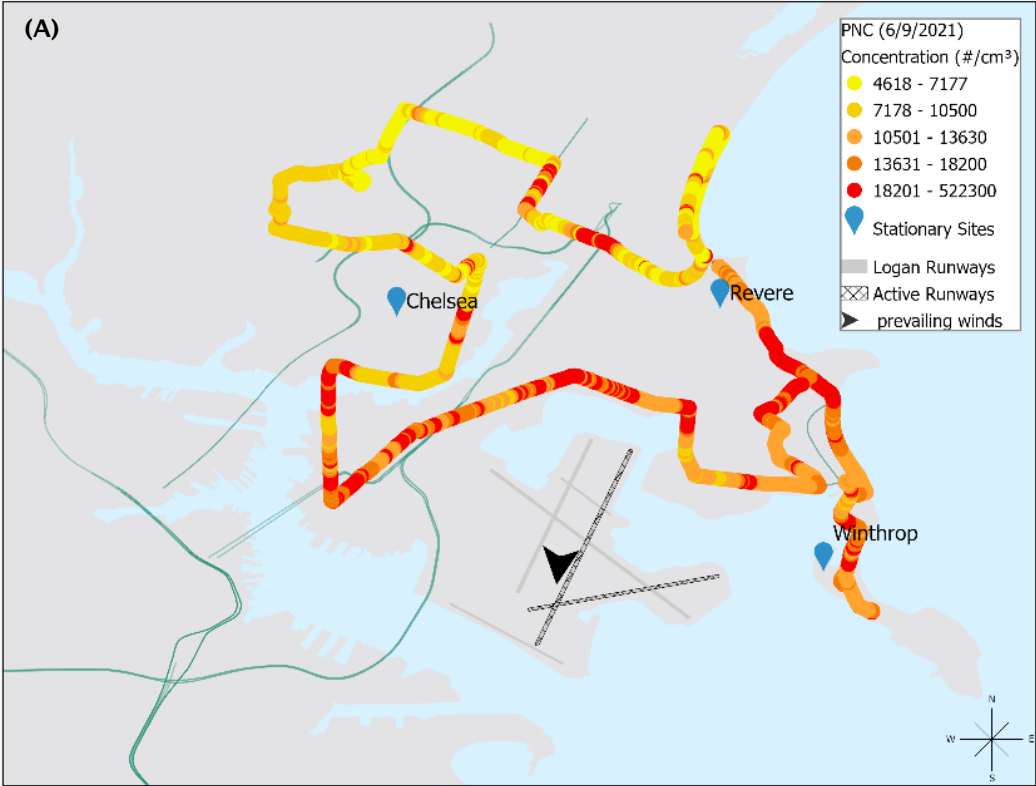 (A)
PNC (6/9/2021)
Concentration (#/cm³)
4618 - 7177
7178 - 10500
10501 - 13630
13631 - 18200
18201 - 522300
Stationary Sites
Logan Runways
Active Runways
prevailing winds
Chelsea
Revere
Winthrop
N
W
E
S